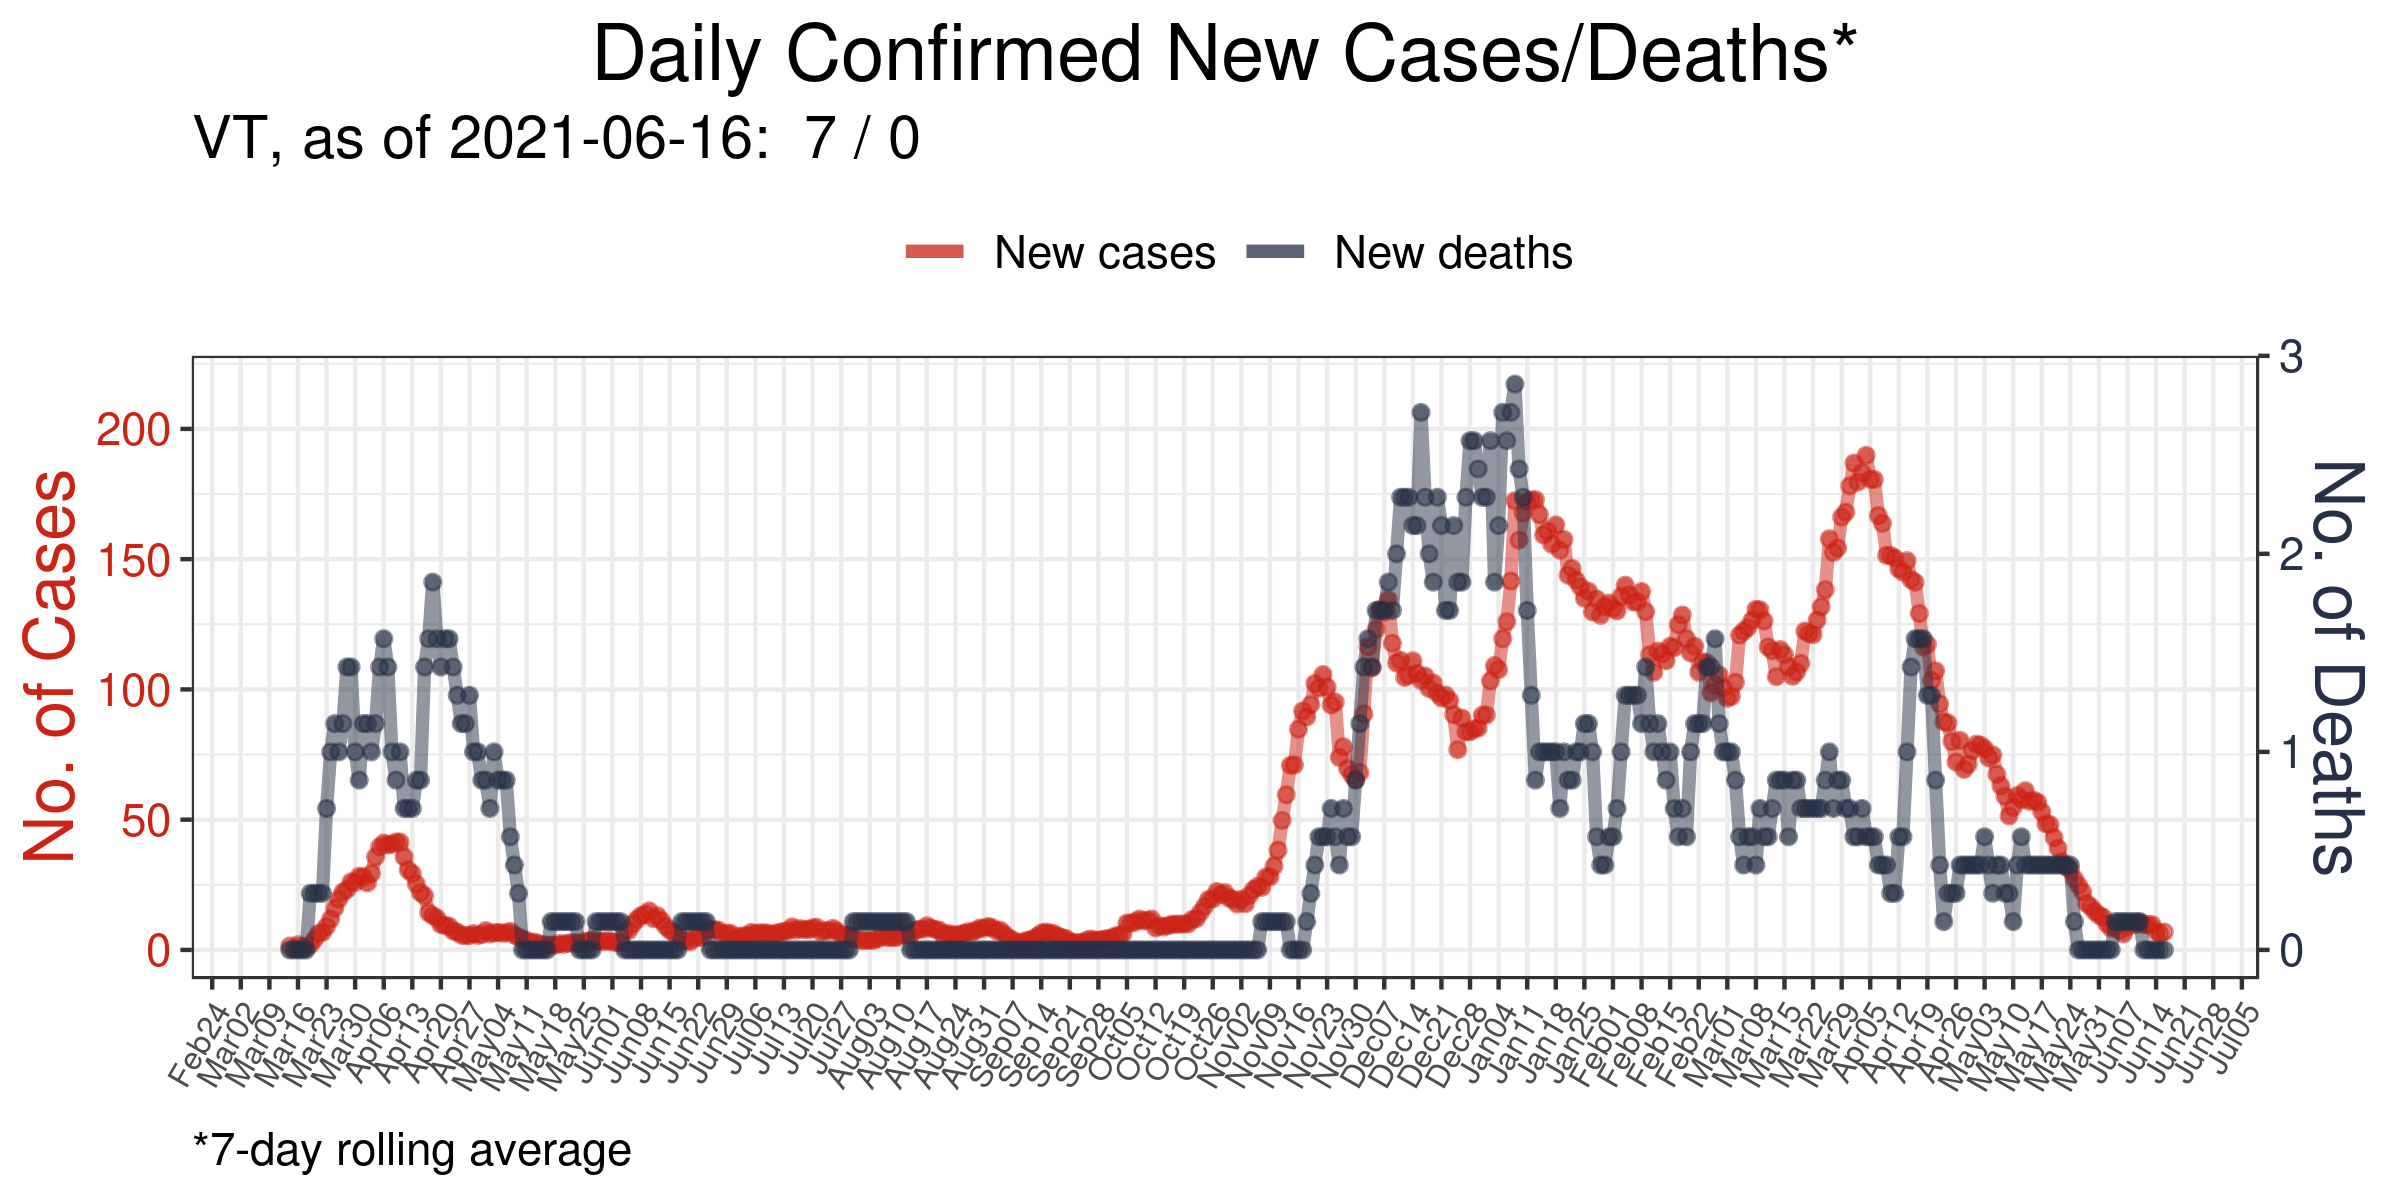 Daily Confirmed New Cases/Deaths*
VT, as of 2021-06-16:  7 / 0
New cases
New deaths
No. of Cases
200
150
100
50
0
3
2
1
0
No. of Deaths
Feb24
Mar02
Mar09
Mar16
Mar23
Mar30
Apr06
Apr13
Apr20
Apr27
May04
May11
May18
May25
Jun01
Jun08
Jun15
Jun22
Jun29
Jul06
Jul13
Jul20
Jul27
Aug03
Aug10
Aug17
Aug24
Aug31
Sep07
Sep14
Sep21
Sep28
Oct05
Oct12
Oct19
Oct26
Nov02
Nov09
Nov16
Nov23
Nov30
Dec07
Dec14
Dec21
Dec28
Jan04
Jan11
Jan18
Jan25
Feb01
Feb08
Feb15
Feb22
Mar01
Mar08
Mar15
Mar22
Mar29
Apr05
Apr12
Apr19
Apr26
May03
May10
May17
May24
May31
Jun07
Jun14
Jun21
Jun28
Jul05
*7-day rolling average